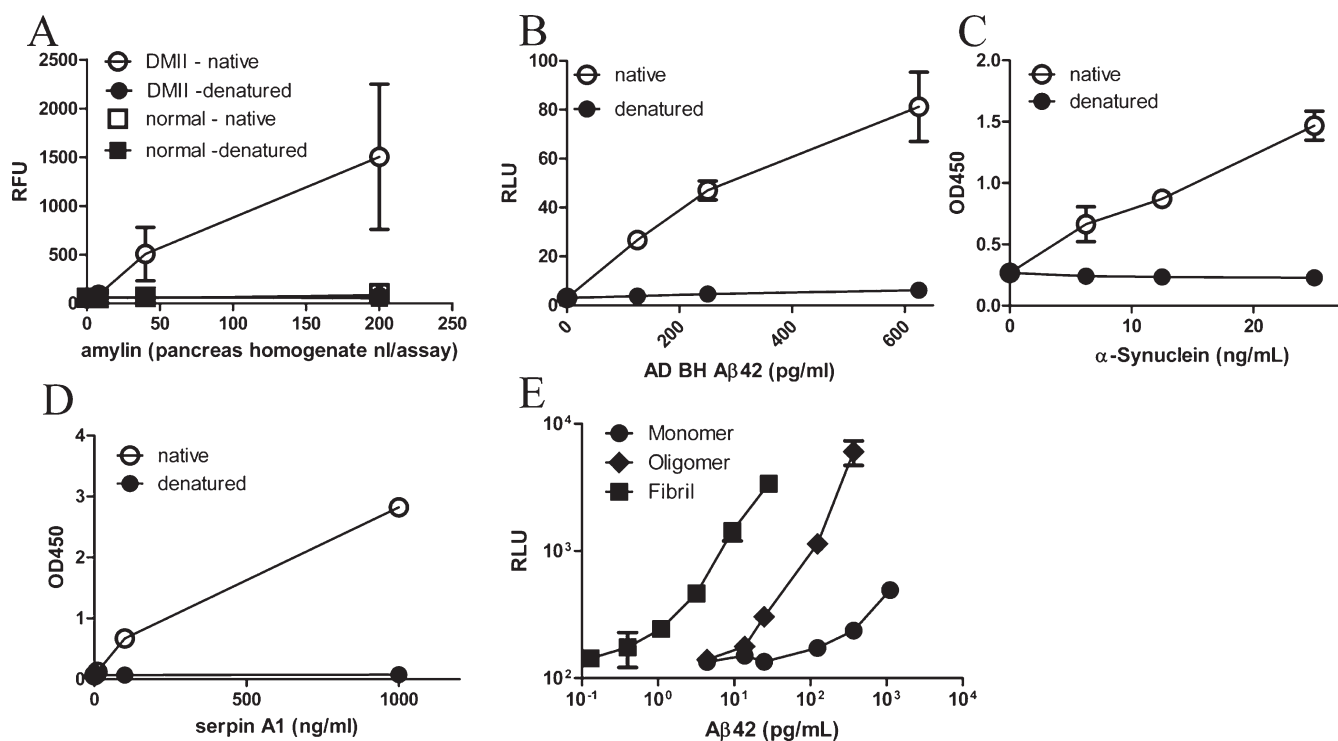 A
DMII - native
DMII -denatured
normal - native
normal -denatured
2500
2000
1500
1000
500
0
RFU
0 50 100 150 200 250
amylin (pancreas homogenate nl/assay)
B
native
denatured
100
80
60
40
20
0
RLU
0 200 400 600
AD BH Aβ42 (pg/ml)
C
native
denatured
2.0
1.5
1.0
0.5
0.0
OD450
0 10 20
α-Synuclein (ng/mL)
D
native
denatured
4
3
2
1
0
OD450
0 500 1000
serpin A1 (ng/ml)
E
Monomer
Oligomer
Fibril
10⁴
10³
10²
RLU
10⁻¹ 10⁰ 10¹ 10² 10³ 10⁴
Aβ42 (pg/mL)